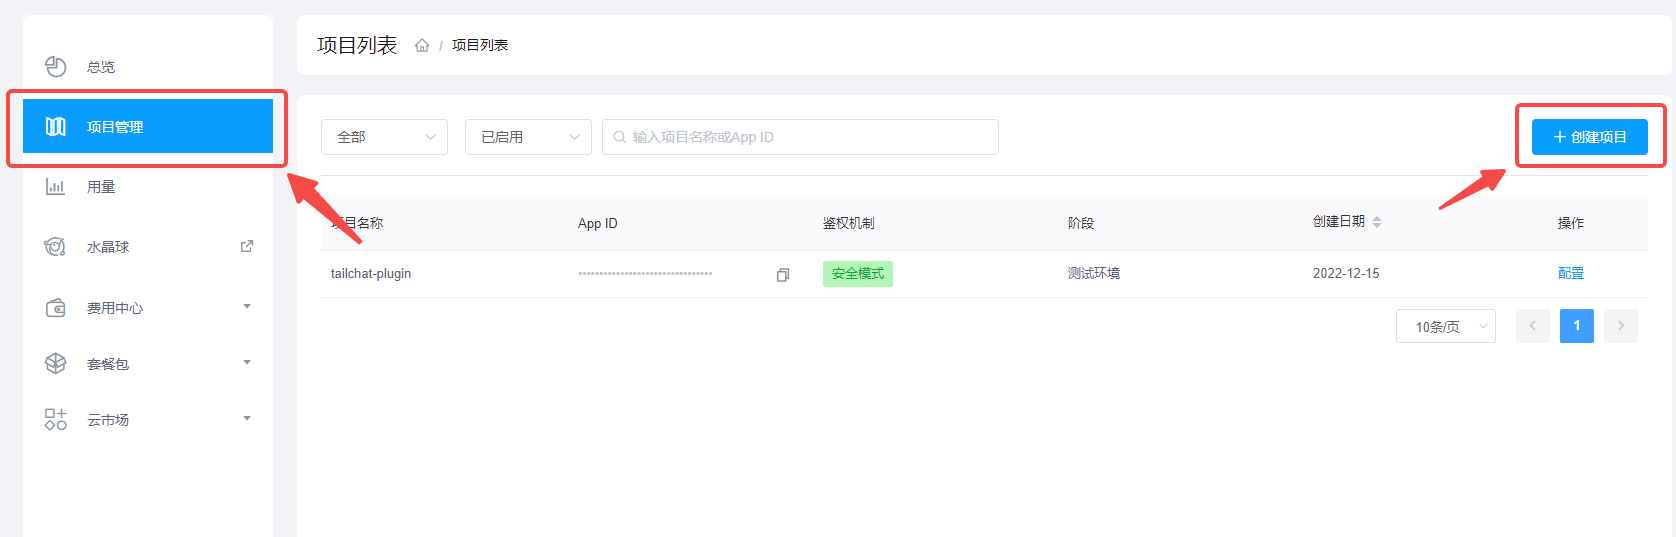 总览
项目管理
用量
水晶球
费用中心
套餐包
云市场
项目列表 / 项目列表
全部 已启用 输入项目名称或App ID + 创建项目
项目名称 App ID 鉴权机制 阶段 创建日期 操作
tailchat-plugin ******************************** 安全模式 测试环境 2022-12-15 配置
10条/页 < 1 >